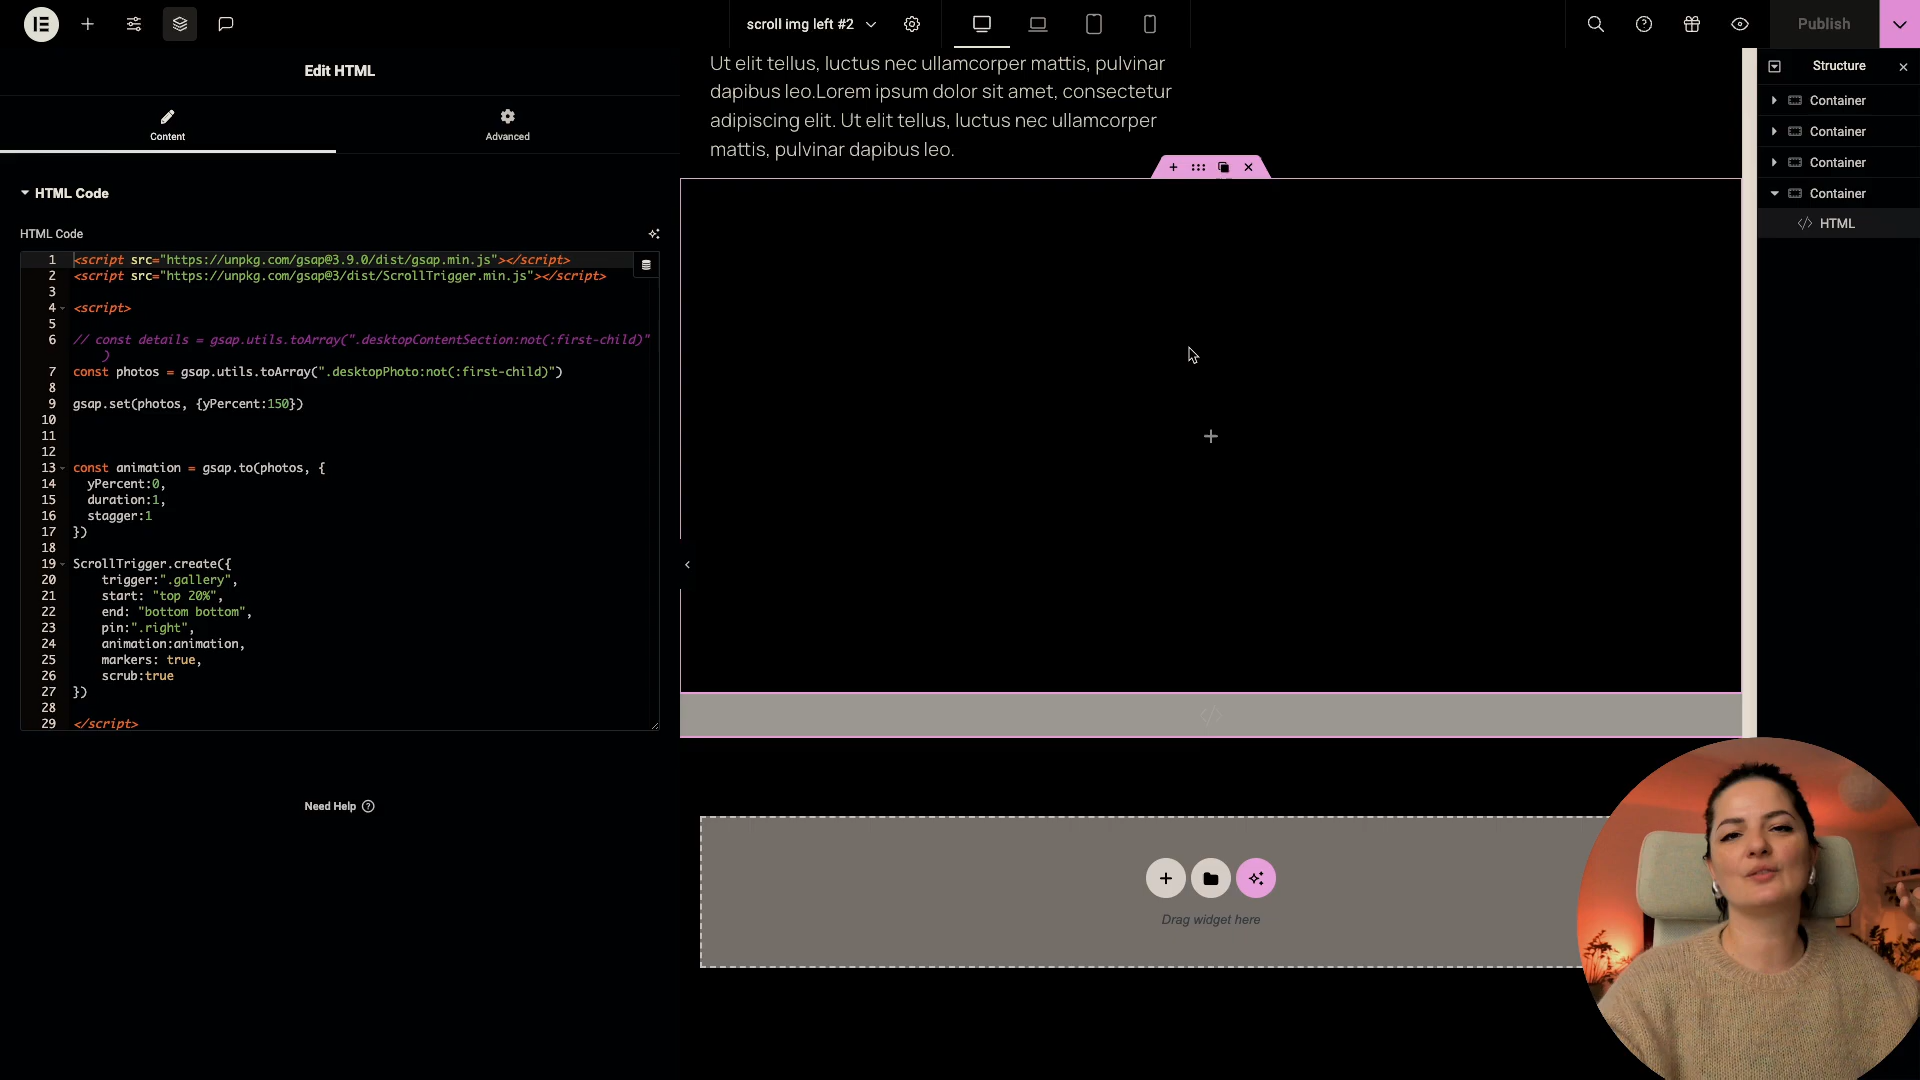 scroll img left #2
Publish
Edit HTML
Content
Advanced
HTML Code
HTML Code
1 <script src="https://unpkg.com/gsap@3.9.0/dist/gsap.min.js"></script>
2 <script src="https://unpkg.com/gsap@3/dist/ScrollTrigger.min.js"></script>
3
4 <script>
5
6 // const details = gsap.utils.toArray(".desktopContentSection:not(:first-child)"
)
7 const photos = gsap.utils.toArray(".desktopPhoto:not(:first-child)")
8
9 gsap.set(photos, {yPercent:150})
10
11
12
13 const animation = gsap.to(photos, {
14 yPercent:0,
15 duration:1,
16 stagger:1
17 })
18
19 ScrollTrigger.create({
20 trigger:".gallery",
21 start: "top 20%",
22 end: "bottom bottom",
23 pin:".right",
24 animation:animation,
25 markers: true,
26 scrub:true
27 })
28
29 </script>
Need Help
Ut elit tellus, luctus nec ullamcorper mattis, pulvinar
dapibus leo.Lorem ipsum dolor sit amet, consectetur
adipiscing elit. Ut elit tellus, luctus nec ullamcorper
mattis, pulvinar dapibus leo.
Drag widget here
Structure
Container
Container
Container
Container
HTML